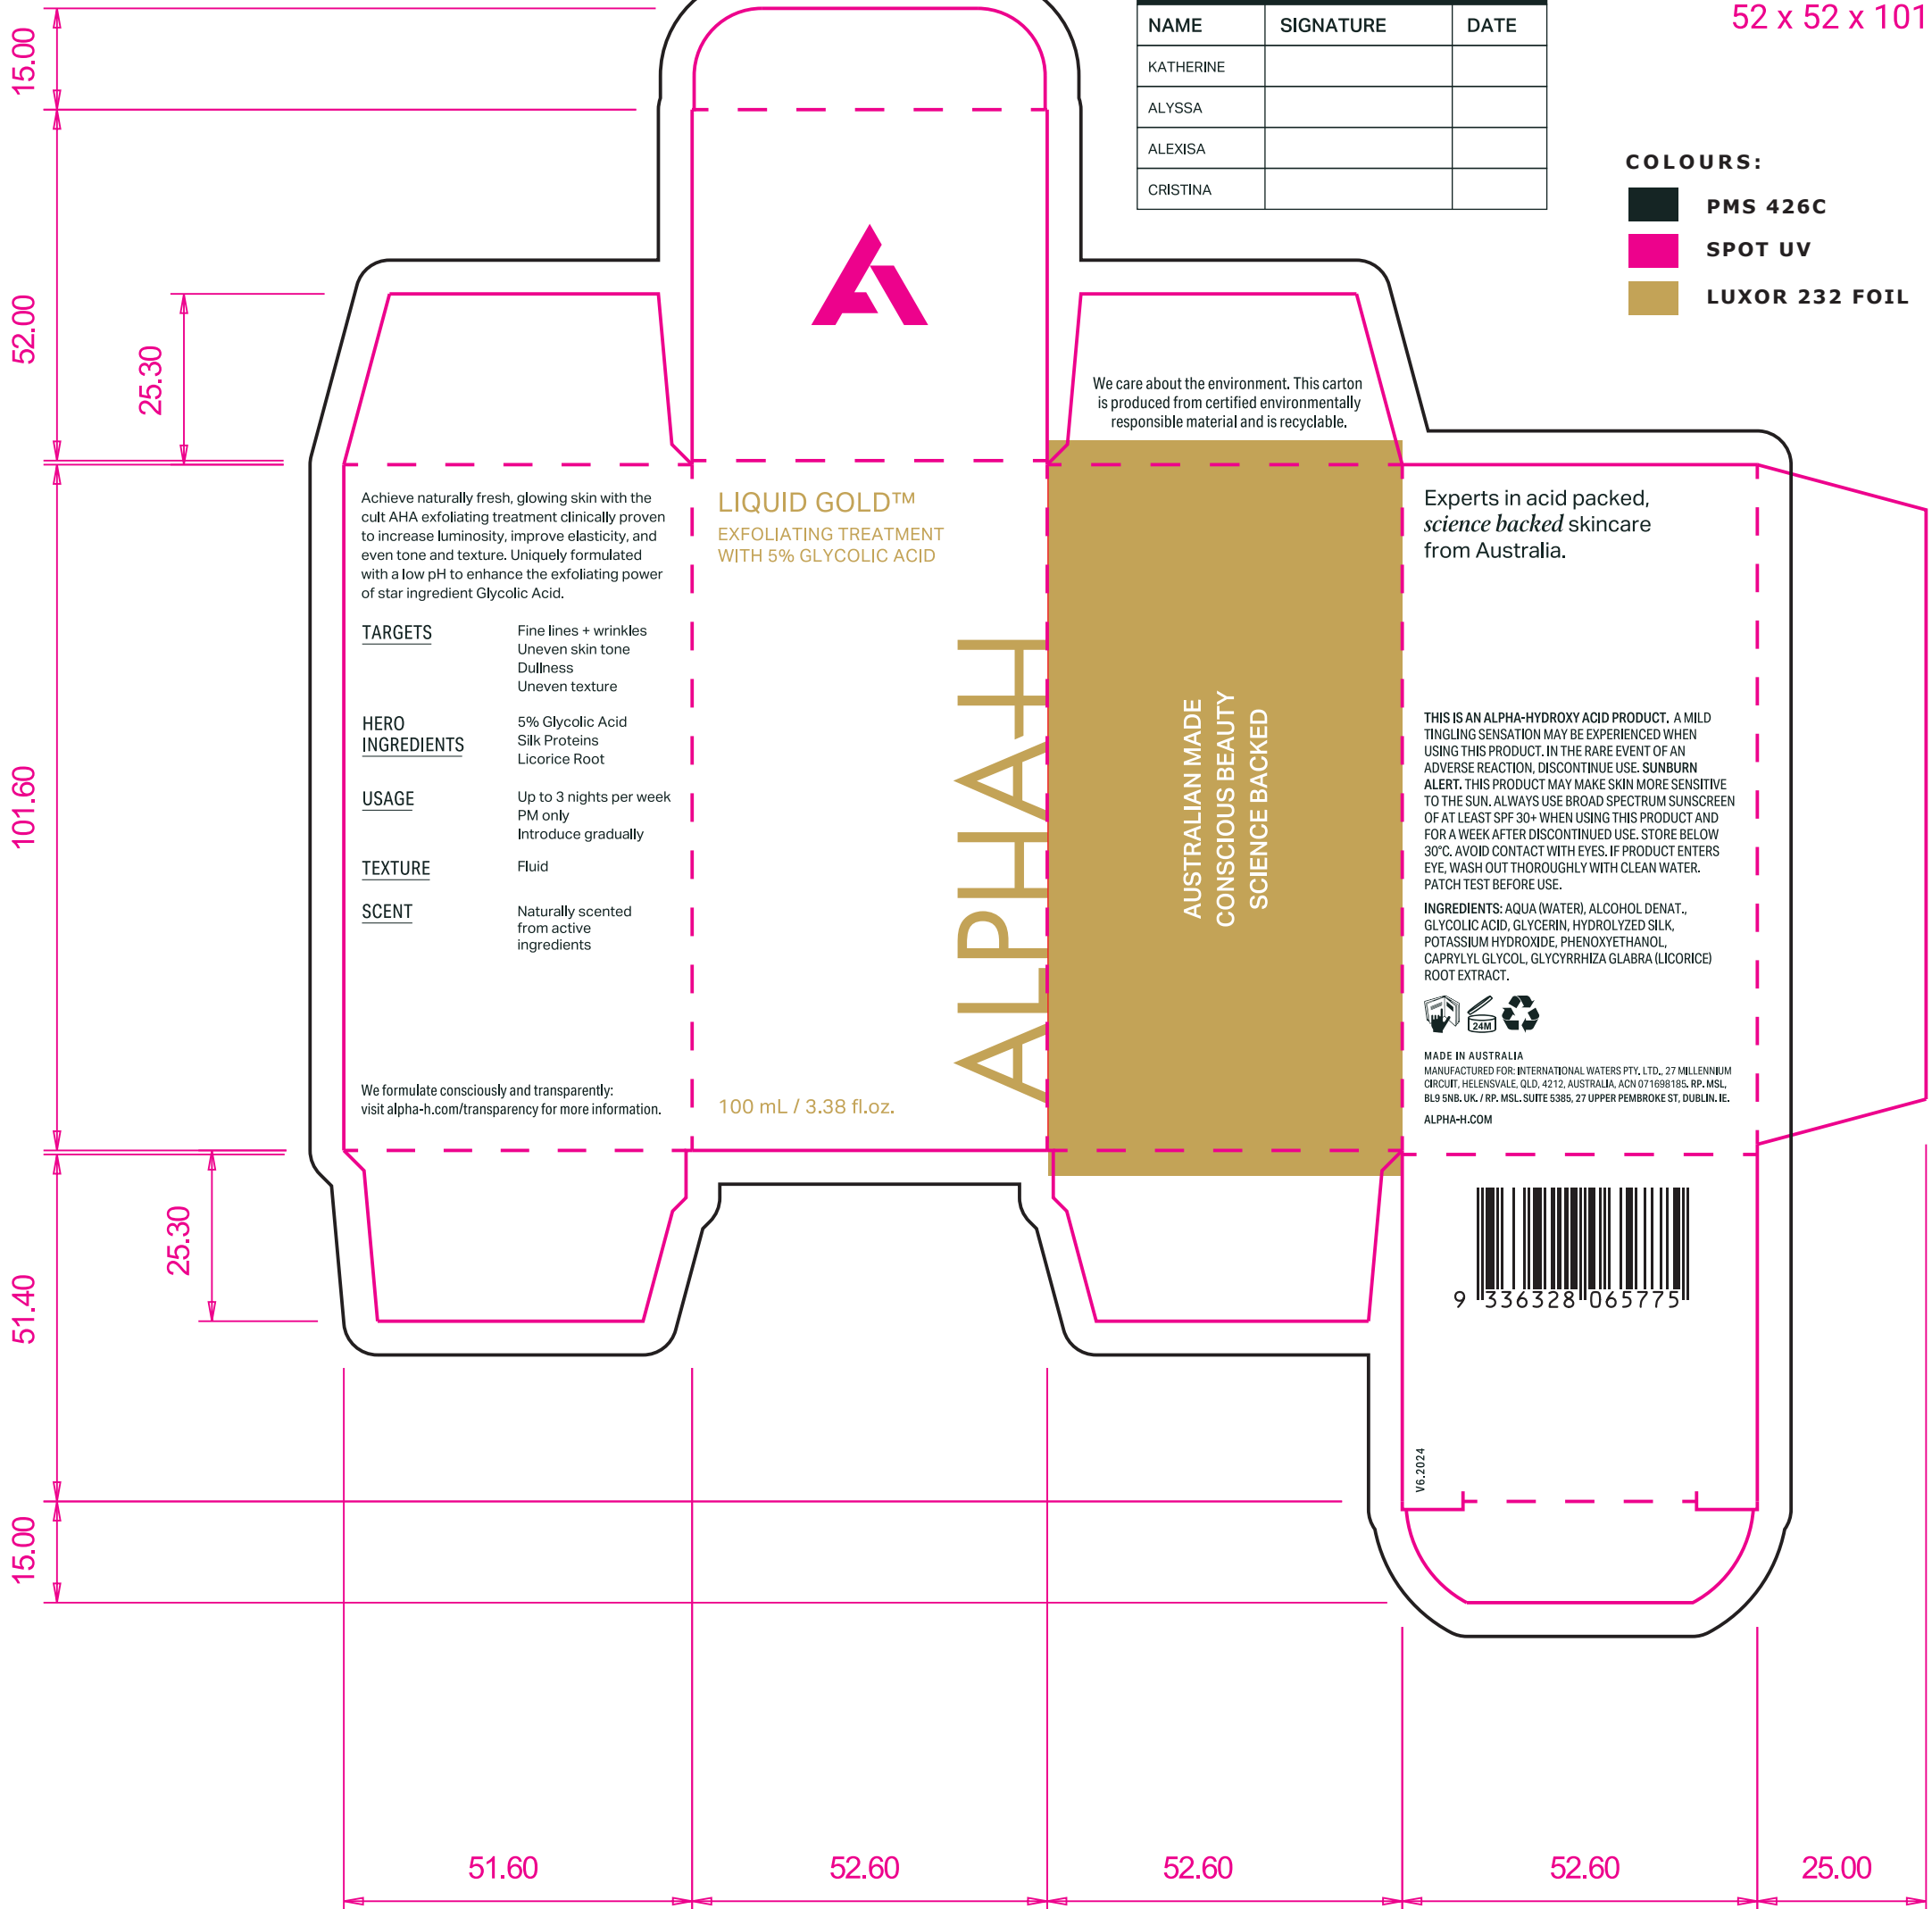 NAME SIGNATURE DATE
KATHERINE
ALYSSA
ALEXISA
CRISTINA
52 x 52 x 101
COLOURS:
PMS 426C
SPOT UV
LUXOR 232 FOIL
15.00
52.00
25.30
101.60
51.40
25.30
15.00
We care about the environment. This carton
is produced from certified environmentally
responsible material and is recyclable.
Achieve naturally fresh, glowing skin with the
cult AHA exfoliating treatment clinically proven
to increase luminosity, improve elasticity, and
even tone and texture. Uniquely formulated
with a low pH to enhance the exfoliating power
of star ingredient Glycolic Acid.
TARGETS
Fine lines + wrinkles
Uneven skin tone
Dullness
Uneven texture
HERO
INGREDIENTS
5% Glycolic Acid
Silk Proteins
Licorice Root
USAGE
Up to 3 nights per week
PM only
Introduce gradually
TEXTURE
Fluid
SCENT
Naturally scented
from active
ingredients
We formulate consciously and transparently:
visit alpha-h.com/transparency for more information.
LIQUID GOLD™
EXFOLIATING TREATMENT
WITH 5% GLYCOLIC ACID
ALPHA-H
100 mL / 3.38 fl.oz.
AUSTRALIAN MADE
CONSCIOUS BEAUTY
SCIENCE BACKED
Experts in acid packed,
science backed skincare
from Australia.
THIS IS AN ALPHA-HYDROXY ACID PRODUCT. A MILD
TINGLING SENSATION MAY BE EXPERIENCED WHEN
USING THIS PRODUCT. IN THE RARE EVENT OF AN
ADVERSE REACTION, DISCONTINUE USE. SUNBURN
ALERT. THIS PRODUCT MAY MAKE SKIN MORE SENSITIVE
TO THE SUN. ALWAYS USE BROAD SPECTRUM SUNSCREEN
OF AT LEAST SPF 30+ WHEN USING THIS PRODUCT AND
FOR A WEEK AFTER DISCONTINUED USE. STORE BELOW
30°C. AVOID CONTACT WITH EYES. IF PRODUCT ENTERS
EYE, WASH OUT THOROUGHLY WITH CLEAN WATER.
PATCH TEST BEFORE USE.
INGREDIENTS: AQUA (WATER), ALCOHOL DENAT.,
GLYCOLIC ACID, GLYCERIN, HYDROLYZED SILK,
POTASSIUM HYDROXIDE, PHENOXYETHANOL,
CAPRYLYL GLYCOL, GLYCYRRHIZA GLABRA (LICORICE)
ROOT EXTRACT.
24M
MADE IN AUSTRALIA
MANUFACTURED FOR: INTERNATIONAL WATERS PTY. LTD., 27 MILLENNIUM
CIRCUIT, HELENSVALE, QLD, 4212, AUSTRALIA, ACN 071698185. RP. MSL,
BL9 5NB. UK. / RP. MSL. SUITE 5385, 27 UPPER PEMBROKE ST, DUBLIN. IE.
ALPHA-H.COM
9 336328 065775
V6.2024
51.60
52.60
52.60
52.60
25.00